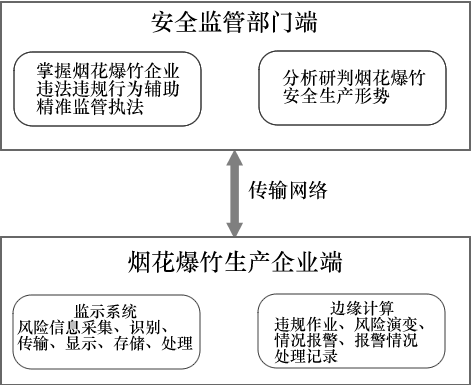 安全监管部门端
掌握烟花爆竹企业
违法违规行为辅助
精准监管执法
分析研判烟花爆竹
安全生产形势
传输网络
烟花爆竹生产企业端
监示系统
风险信息采集、识别、
传输、显示、存储、处理
边缘计算
违规作业、风险演变、
情况报警、报警情况
处理记录